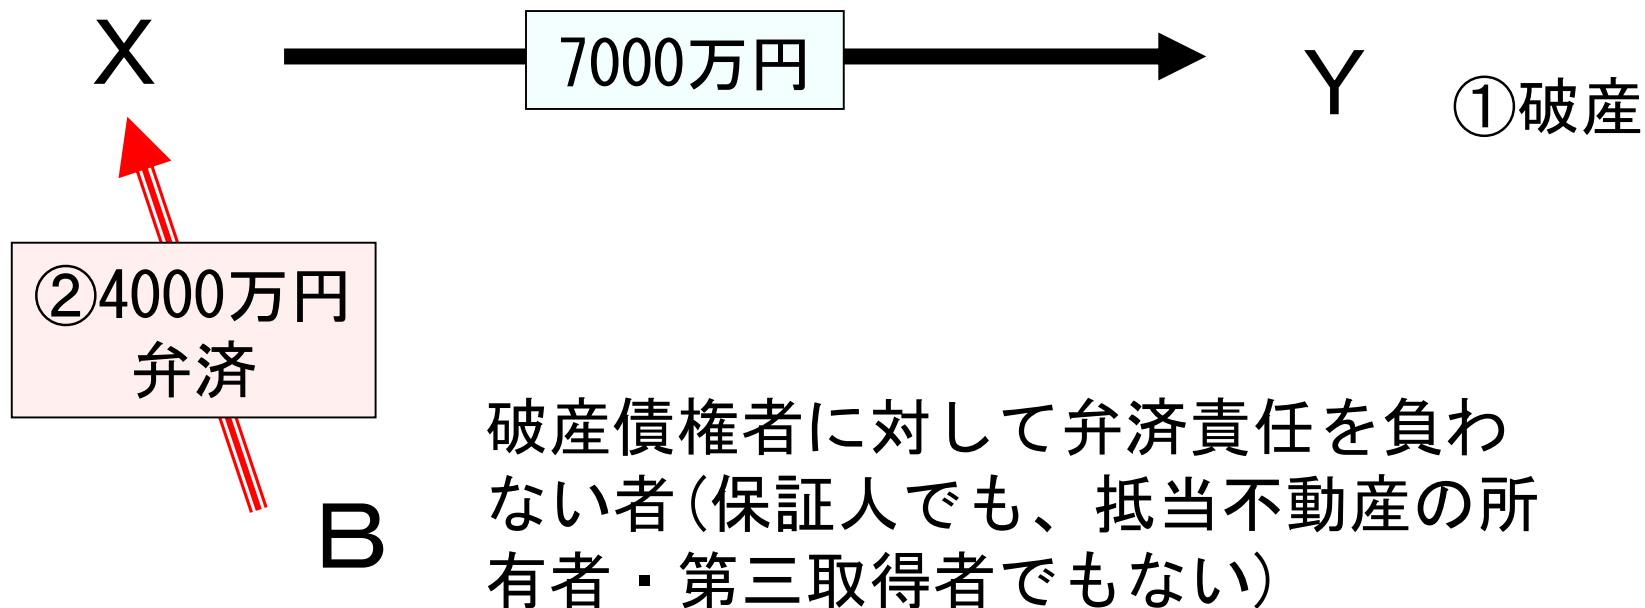 X
7000万円
Y
①破産
②4000万円
弁済
B
破産債権者に対して弁済責任を負わ
ない者(保証人でも、抵当不動産の所
有者・第三取得者でもない)